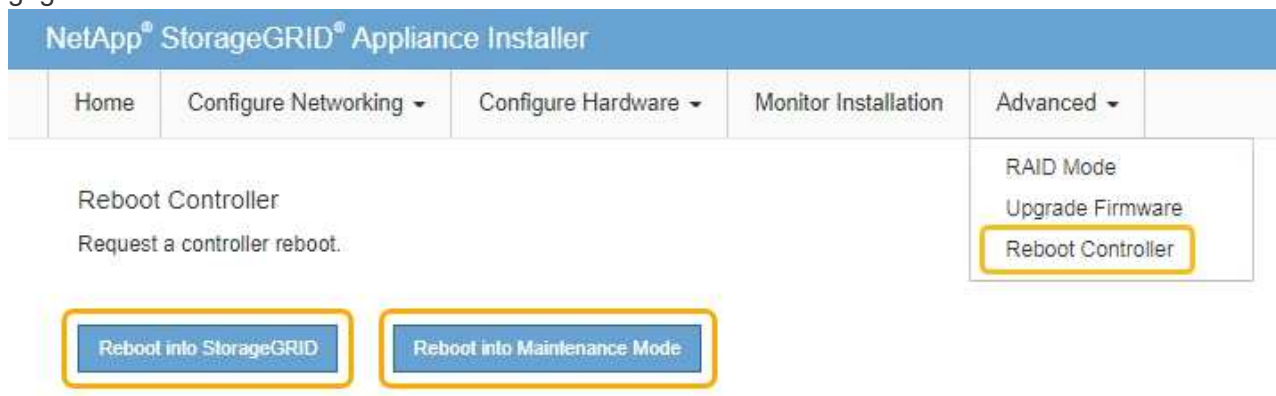 NetApp® StorageGRID® Appliance Installer
Home Configure Networking Configure Hardware Monitor Installation Advanced
RAID Mode
Upgrade Firmware
Reboot Controller
Reboot Controller
Request a controller reboot.
Reboot into StorageGRID Reboot into Maintenance Mode